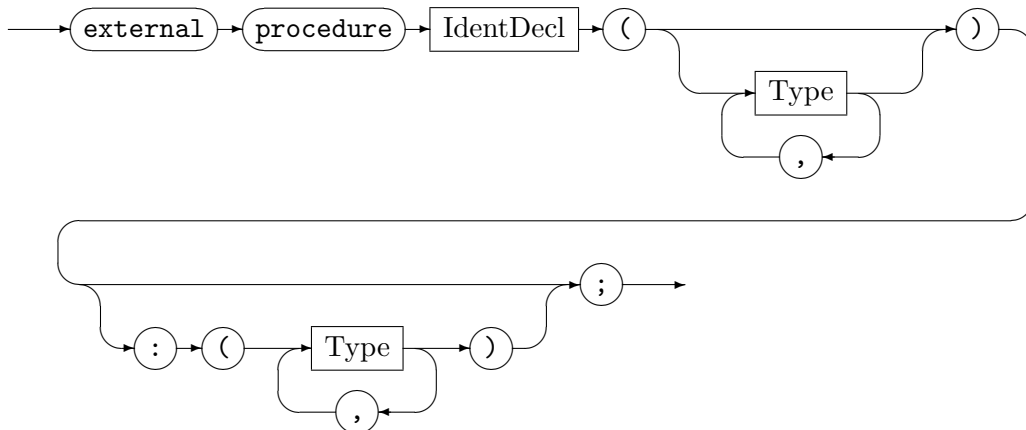 external procedure IdentDecl ( )
Type
,
;
: ( Type )
,